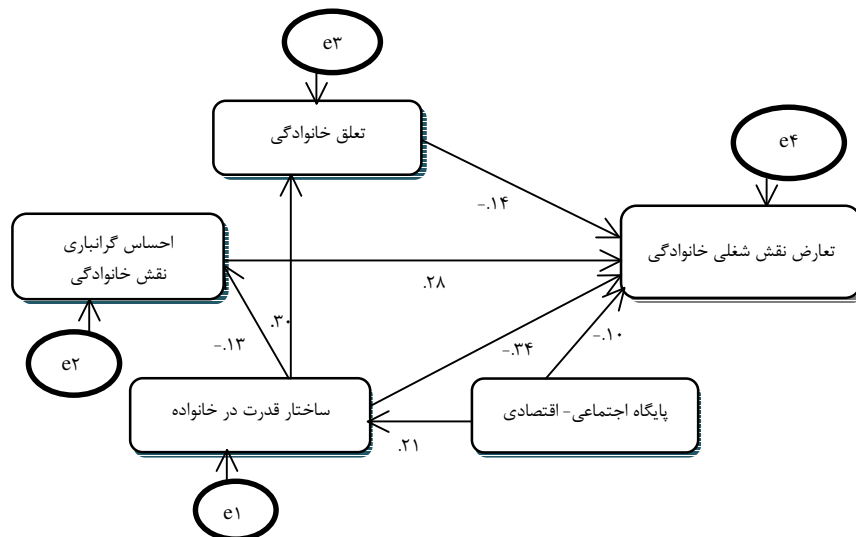 e۳
تعلق خانوادگی
e۴
-.۱۴
تعارض نقش شغلی خانوادگی
احساس گرانباری
نقش خانوادگی
.۲۸
.۳۰
-.۱۳
-.۳۴
-.۱۰
e۲
ساختار قدرت در خانواده
پایگاه اجتماعی- اقتصادی
.۲۱
e۱